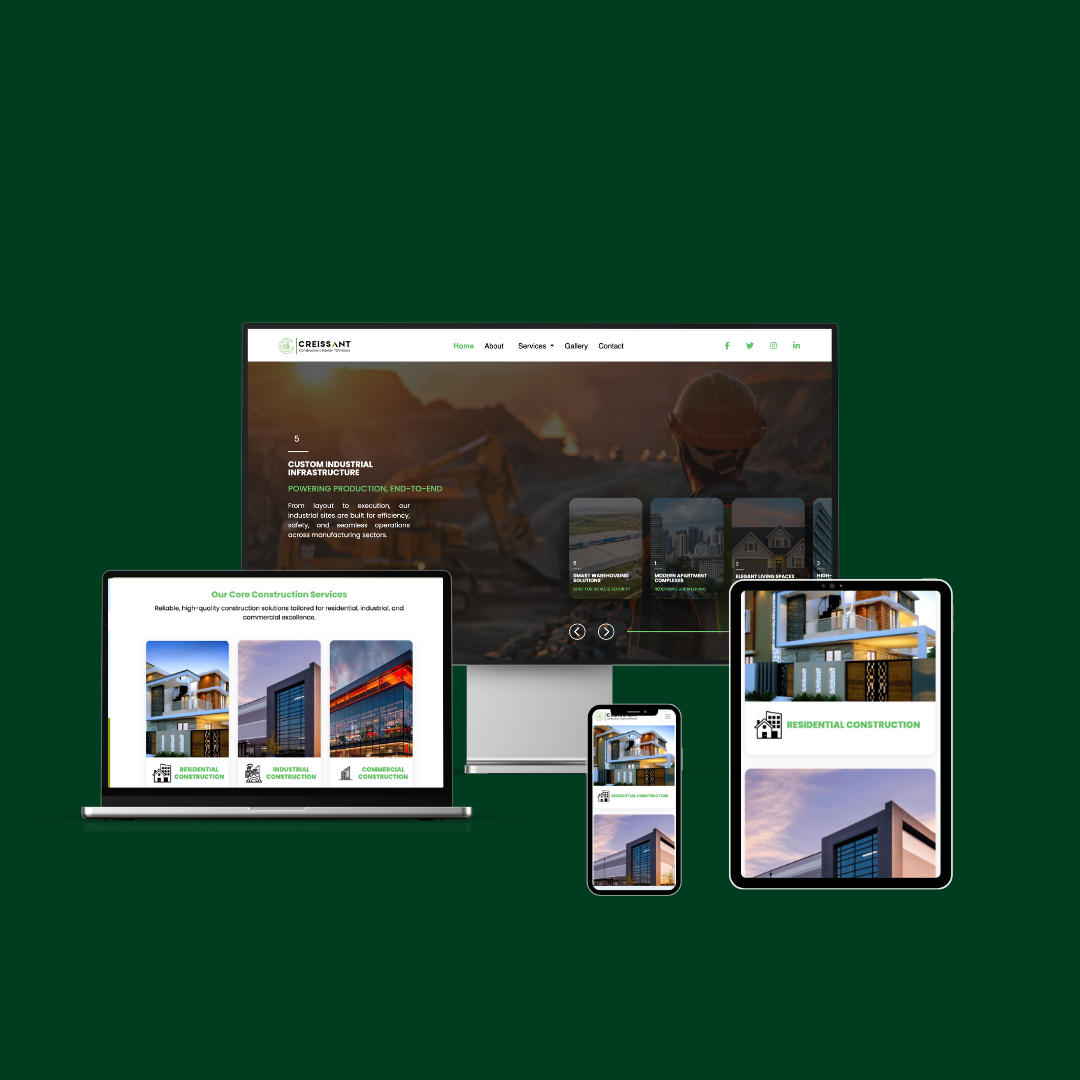 CREISSANT
Construction | Interior | Windows
Home About Services Gallery Contact
5
CUSTOM INDUSTRIAL
INFRASTRUCTURE
POWERING PRODUCTION, END-TO-END
From layout to execution, our
industrial sites are built for efficiency,
safety, and seamless operations
across manufacturing sectors.
6
SMART WAREHOUSING
SOLUTIONS
BUILT FOR SCALE & SECURITY
1
MODERN APARTMENT
COMPLEXES
REDEFINING URBAN LIVING
2
ELEGANT LIVING SPACES
3
HIGH-
Our Core Construction Services
Reliable, high-quality construction solutions tailored for residential, industrial, and
commercial excellence.
RESIDENTIAL
CONSTRUCTION
INDUSTRIAL
CONSTRUCTION
COMMERCIAL
CONSTRUCTION
RESIDENTIAL CONSTRUCTION
RESIDENTIAL CONSTRUCTION